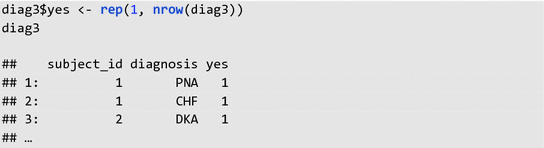 diag3$yes <- rep(1, nrow(diag3))
diag3
##    subject_id diagnosis yes
## 1:          1       PNA   1
## 2:          1       CHF   1
## 3:          2       DKA   1
## …